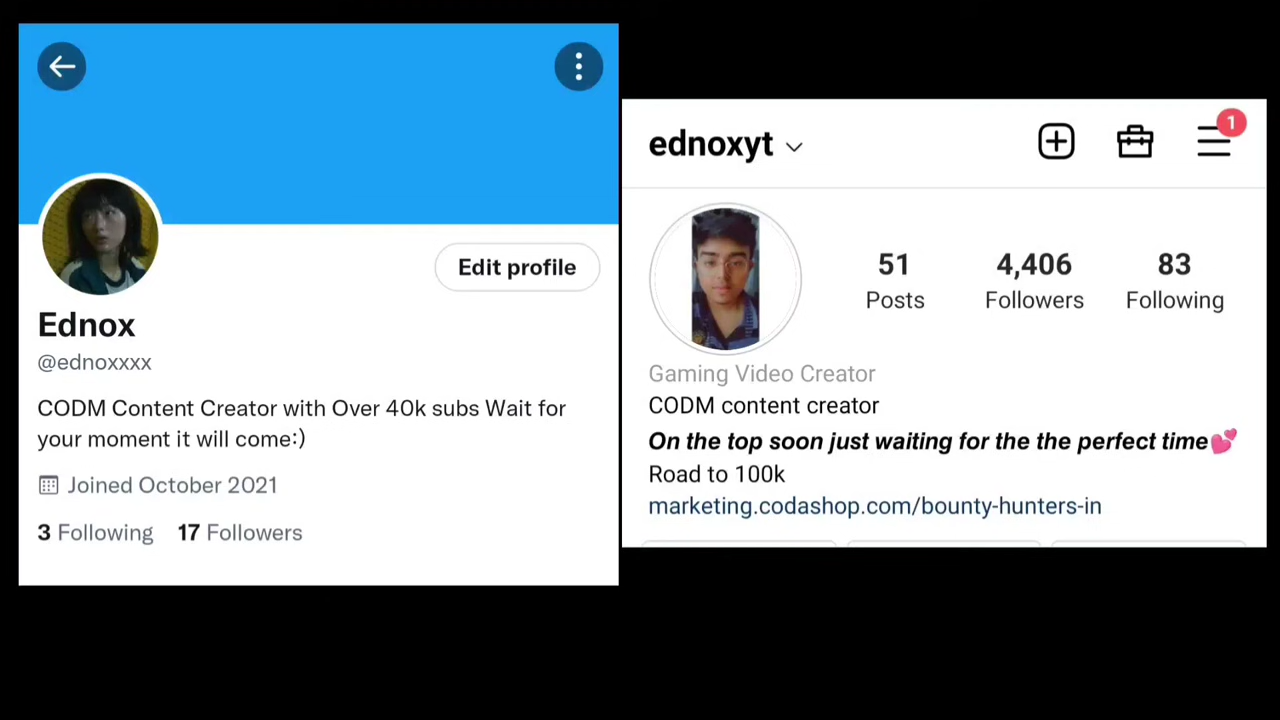 Edit profile
Ednox
@ednoxxxx
CODM Content Creator with Over 40k subs Wait for
your moment it will come:)
Joined October 2021
3 Following 17 Followers
ednoxyt
1
51 4,406 83
Posts Followers Following
Gaming Video Creator
CODM content creator
On the top soon just waiting for the the perfect time💕
Road to 100k
marketing.codashop.com/bounty-hunters-in